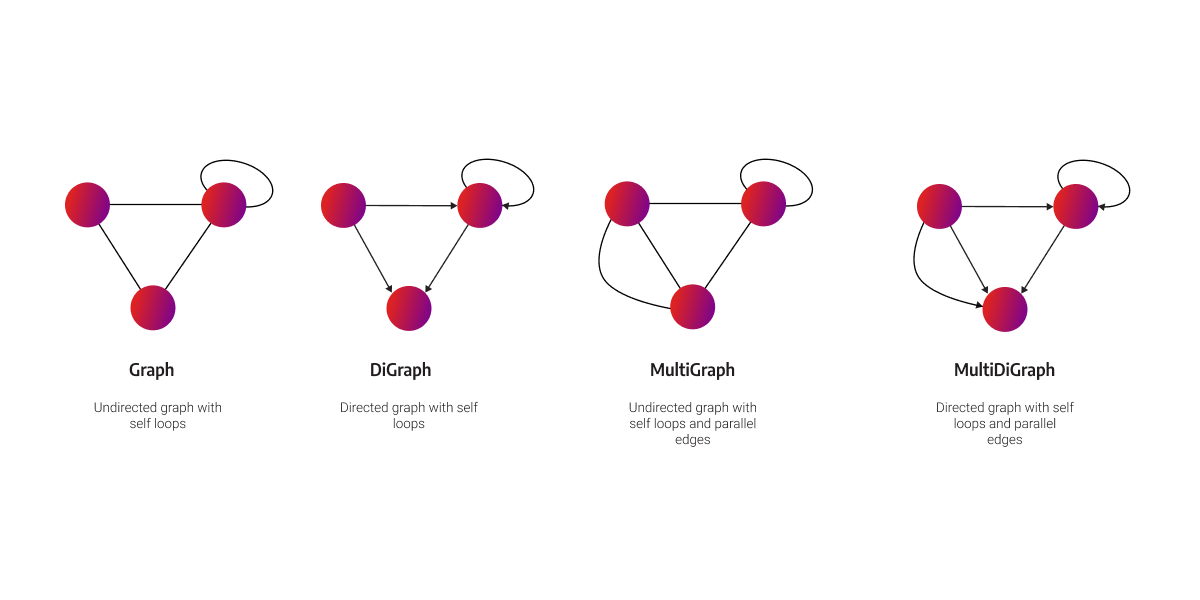 Graph
Undirected graph with
self loops
DiGraph
Directed graph with self
loops
MultiGraph
Undirected graph with
self loops and parallel
edges
MultiDiGraph
Directed graph with self
loops and parallel
edges